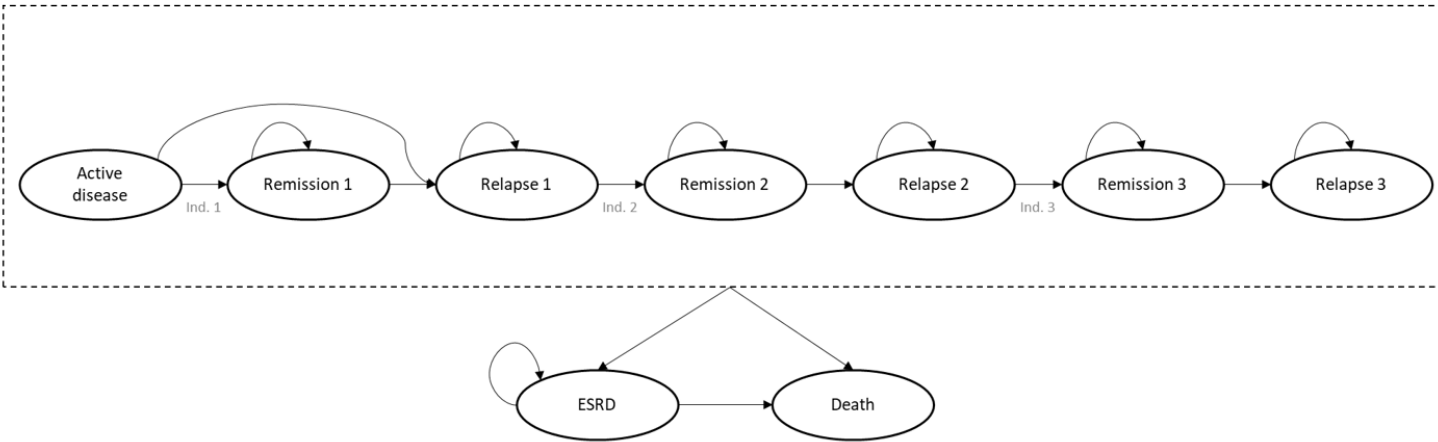 Active
disease
Ind. 1
Remission 1
Relapse 1
Ind. 2
Remission 2
Relapse 2
Ind. 3
Remission 3
Relapse 3
ESRD
Death